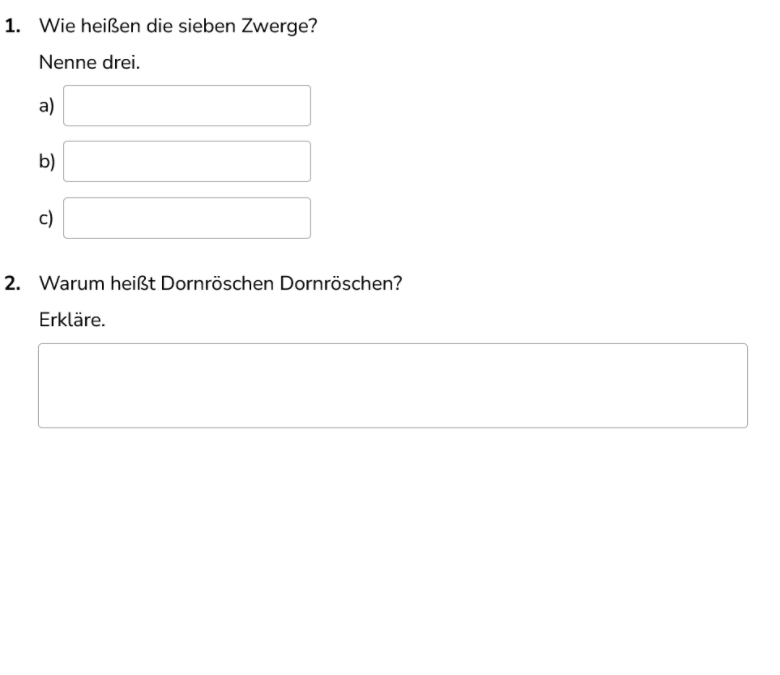 1. Wie heißen die sieben Zwerge?
Nenne drei.
a)
b)
c)
2. Warum heißt Dornröschen Dornröschen?
Erkläre.